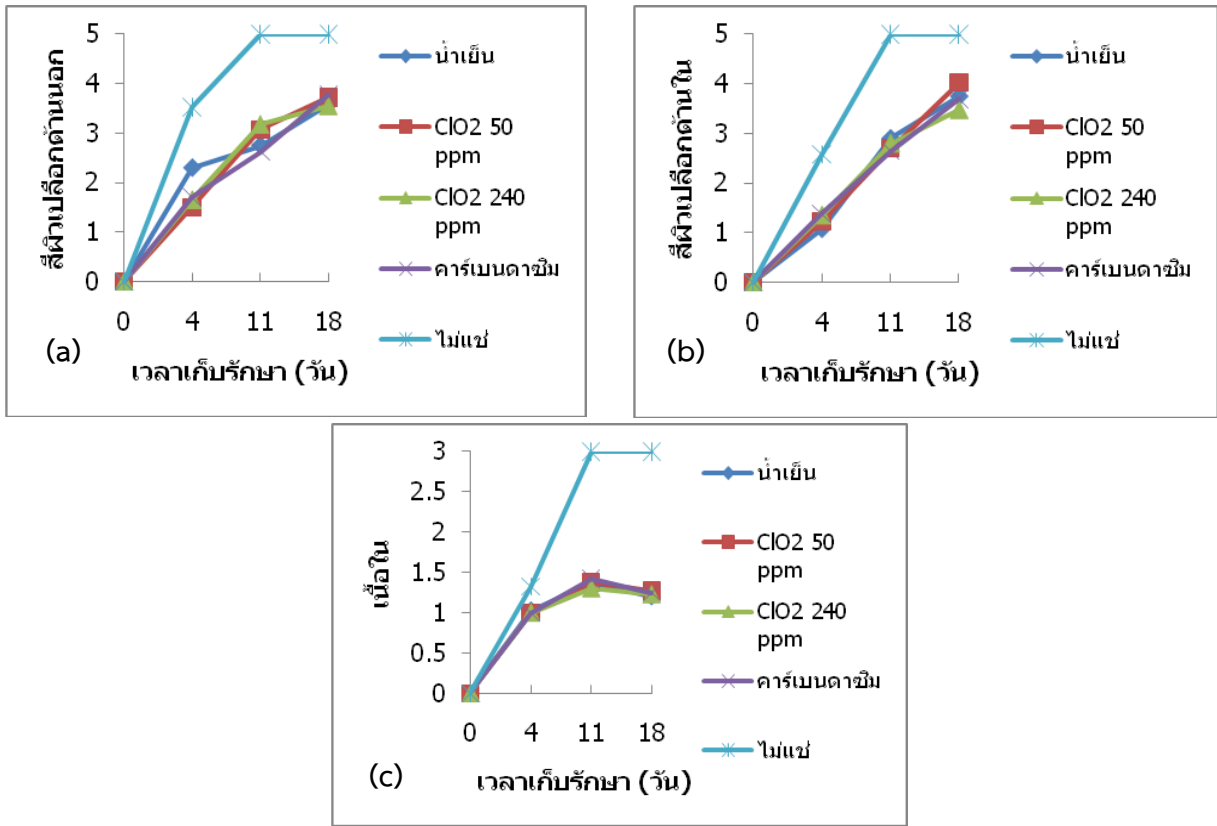 สีผิวเปลือกด้านนอก
5
4
3
2
1
0
0 4 11 18
เวลาเก็บรักษา (วัน)
(a)
น้ำเย็น
ClO2 50
ppm
ClO2 240
ppm
คาร์เบนดาซิม
ไม่แช่
สีผิวเปลือกด้านใน
5
4
3
2
1
0
0 4 11 18
เวลาเก็บรักษา (วัน)
(b)
น้ำเย็น
ClO2 50
ppm
ClO2 240
ppm
คาร์เบนดาซิม
ไม่แช่
เนื้อใน
3
2.5
2
1.5
1
0.5
0
0 4 11 18
เวลาเก็บรักษา (วัน)
(c)
น้ำเย็น
ClO2 50
ppm
ClO2 240
ppm
คาร์เบนดาซิม
ไม่แช่